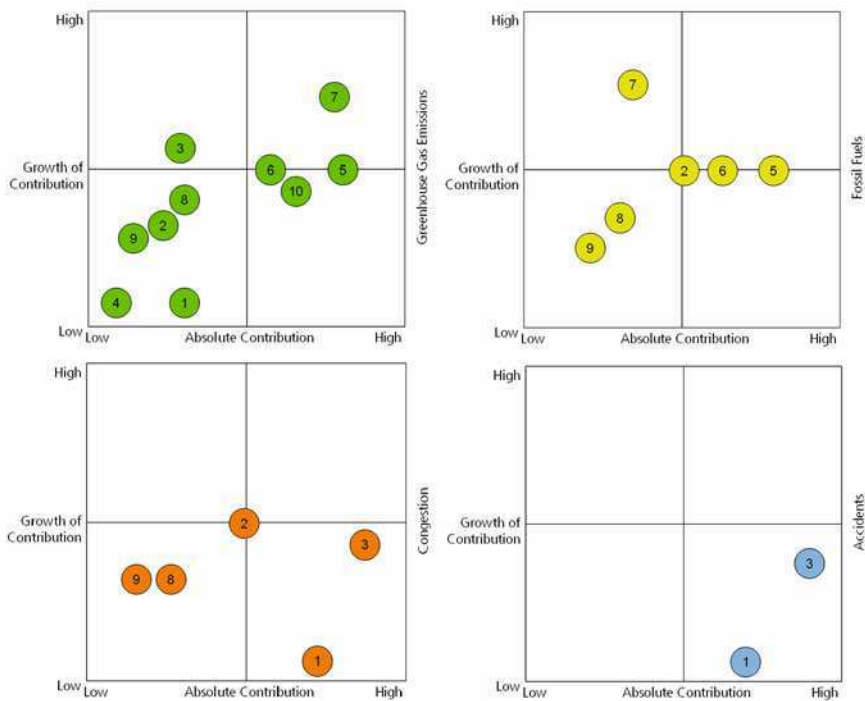 High
7
3
Growth of
Contribution
6
5
10
8
2
9
4
1
Low
Low
Absolute Contribution
High
Greenhouse Gas Emissions
High
7
Growth of
Contribution
2
6
5
8
9
Low
Low
Absolute Contribution
High
Fossil Fuels
High
Growth of
Contribution
2
3
9
8
1
Low
Low
Absolute Contribution
High
Congestion
High
Growth of
Contribution
3
1
Low
Low
Absolute Contribution
High
Accidents